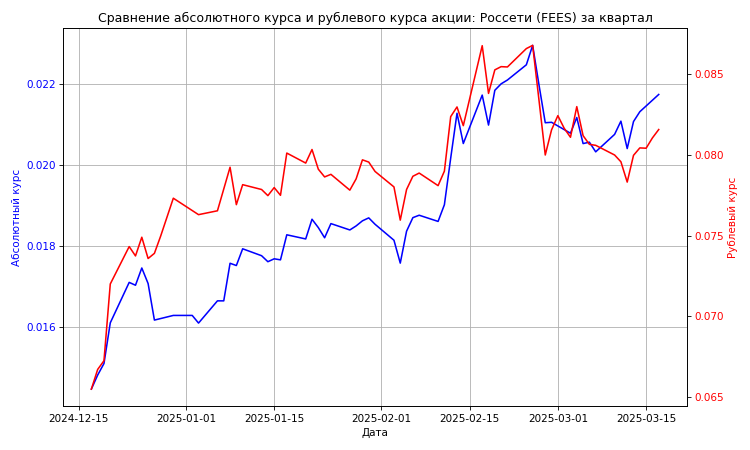 Сравнение абсолютного курса и рублевого курса акции: Россети (FEES) за квартал
Абсолютный курс
0.022
0.020
0.018
0.016
0.085
0.080
0.075
0.070
0.065
Рублевый курс
2024-12-15 2025-01-01 2025-01-15 2025-02-01 2025-02-15 2025-03-01 2025-03-15
Дата